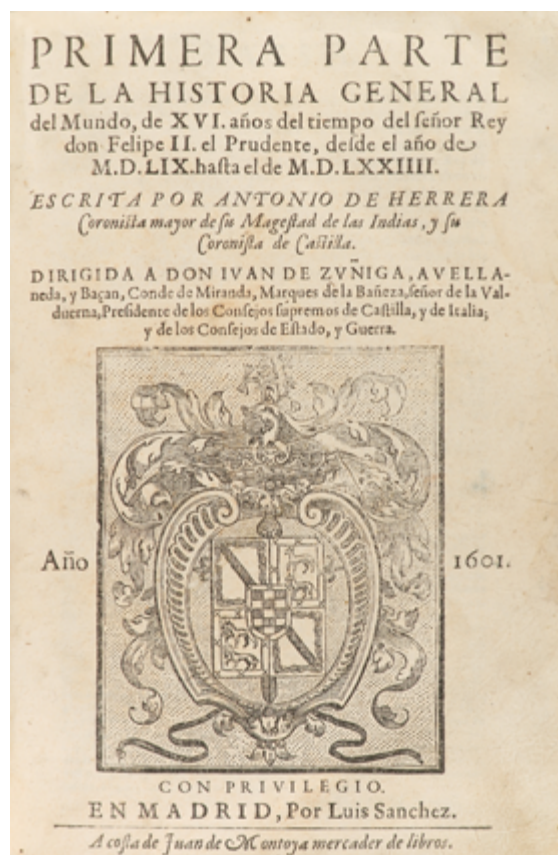 PRIMERA PARTE
DE LA HISTORIA GENERAL
del Mundo, de XVI. años del tiempo del ſeñor Rey
don Felipe II. el Prudente, deſde el año de
M.D.LIX. haſta el de M.D.LXXIIII.
ESCRITA POR ANTONIO DE HERRERA
Coroniſta mayor de ſu Mageſtad de las Indias, y ſu
Coroniſta de Caſtilla.
DIRIGIDA A DON IVAN DE ZVÑIGA, AVELLA-
neda, y Baçan, Conde de Miranda, Marques de la Bañeza, ſeñor de la Val-
duerna, Preſidente de los Conſejos ſupremos de Caſtilla, y de Italia;
y de los Conſejos de Eſtado, y Guerra.
Año 1601.
CON PRIVILEGIO.
EN MADRID, Por Luis Sanchez.
A coſta de Juan de Montoya mercader de libros.